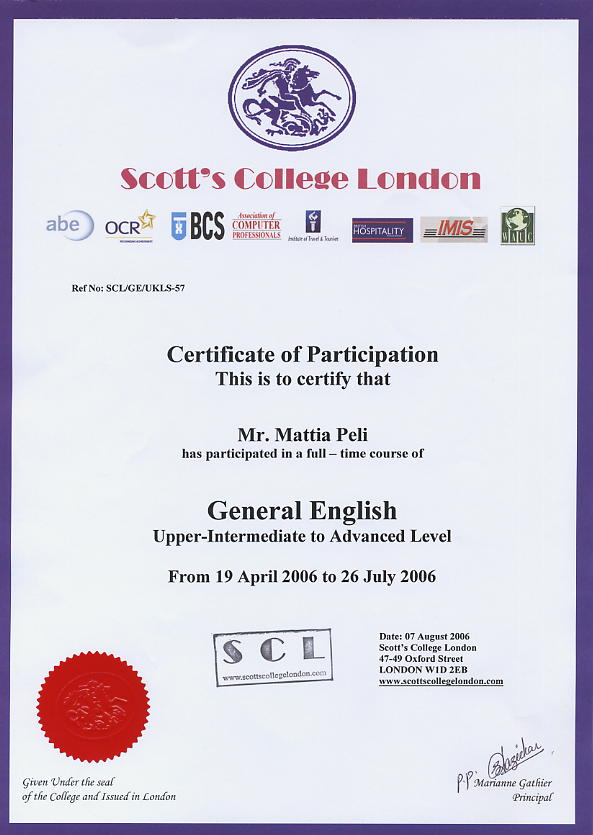 Scott's College London
abe OCR BCS Association of COMPUTER PROFESSIONALS Institute of Travel & Tourism HOSPITALITY IMIS WAUC
RECOGNISING ACHIEVEMENT
Ref No: SCL/GE/UKLS-57
Certificate of Participation
This is to certify that
Mr. Mattia Peli
has participated in a full – time course of
General English
Upper-Intermediate to Advanced Level
From 19 April 2006 to 26 July 2006
S C L
www.scottscollegelondon.com
Date: 07 August 2006
Scott's College London
47-49 Oxford Street
LONDON W1D 2EB
www.scottscollegelondon.com
Given Under the seal
of the College and Issued in London
P.P.
Marianne Gathier
Principal